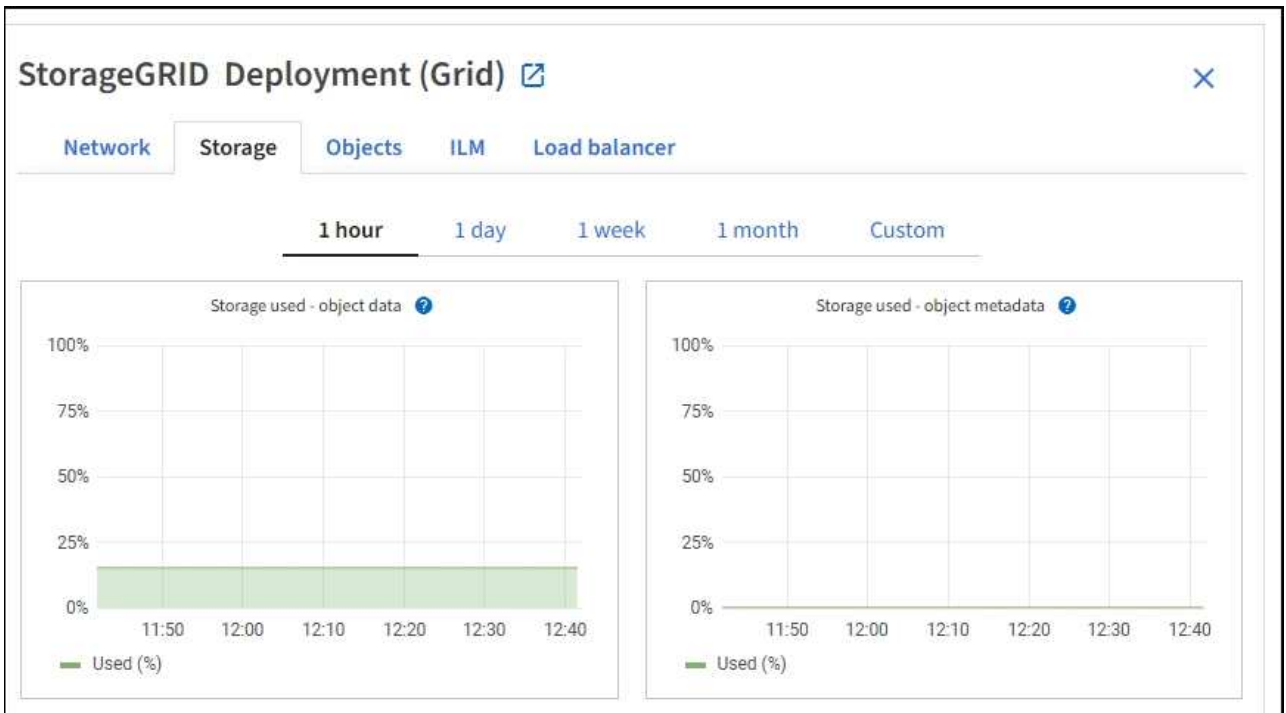 StorageGRID Deployment (Grid)
Network Storage Objects ILM Load balancer
1 hour 1 day 1 week 1 month Custom
Storage used - object data ?
100%
75%
50%
25%
0%
11:50 12:00 12:10 12:20 12:30 12:40
Used (%)
Storage used - object metadata ?
100%
75%
50%
25%
0%
11:50 12:00 12:10 12:20 12:30 12:40
Used (%)